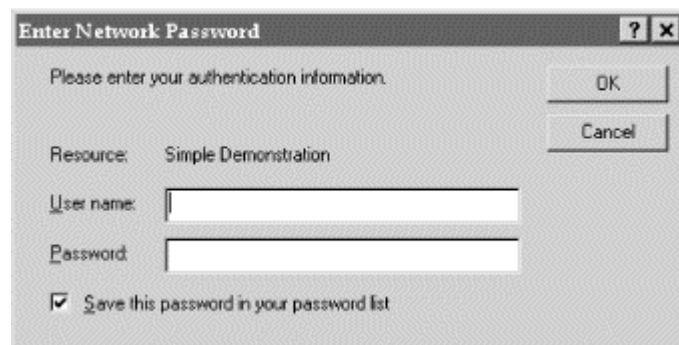 Enter Network Password
Please enter your authentication information.
OK
Cancel
Resource: Simple Demonstration
User name:
Password:
Save this password in your password list